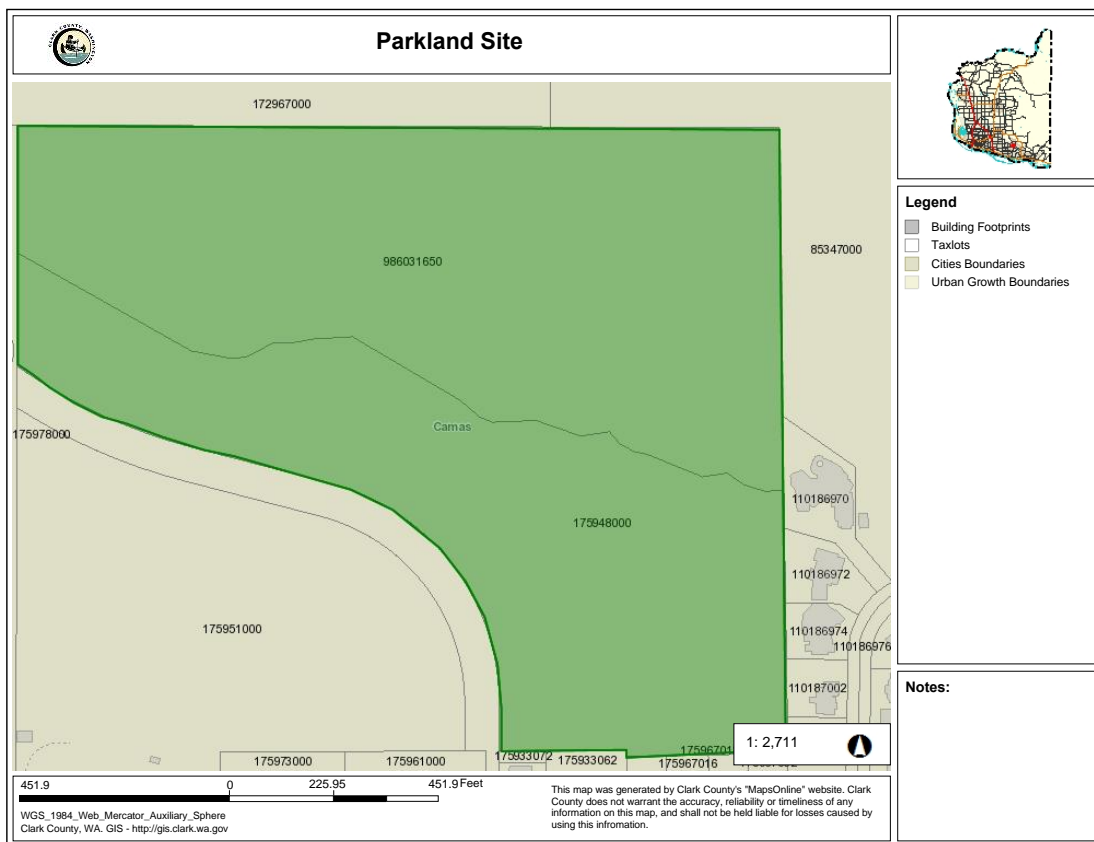 CLARK COUNTY, WASHINGTON
Parkland Site
172967000
986031650
85347000
Camas
175978000
110186970
175948000
110186972
175951000
110186974
110186976
110187002
175973000
175961000
175933072
175933062
175967016
1: 2,711
Legend
Building Footprints
Taxlots
Cities Boundaries
Urban Growth Boundaries
Notes:
451.9 0 225.95 451.9 Feet
WGS_1984_Web_Mercator_Auxiliary_Sphere
Clark County, WA. GIS - http://gis.clark.wa.gov
This map was generated by Clark County's "MapsOnline" website. Clark
County does not warrant the accuracy, reliability or timeliness of any
information on this map, and shall not be held liable for losses caused by
using this infromation.